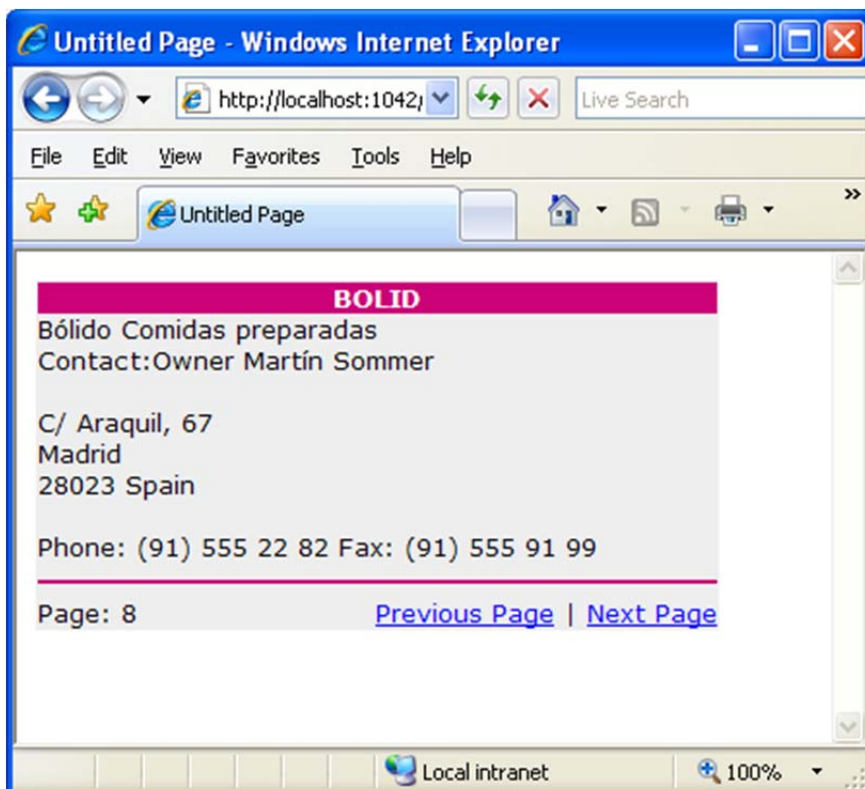 Untitled Page - Windows Internet Explorer
http://localhost:1042/
Live Search
File Edit View Favorites Tools Help
Untitled Page
»
BOLID
Bólido Comidas preparadas
Contact:Owner Martín Sommer
C/ Araquil, 67
Madrid
28023 Spain
Phone: (91) 555 22 82 Fax: (91) 555 91 99
Page: 8 Previous Page | Next Page
Local intranet 100%